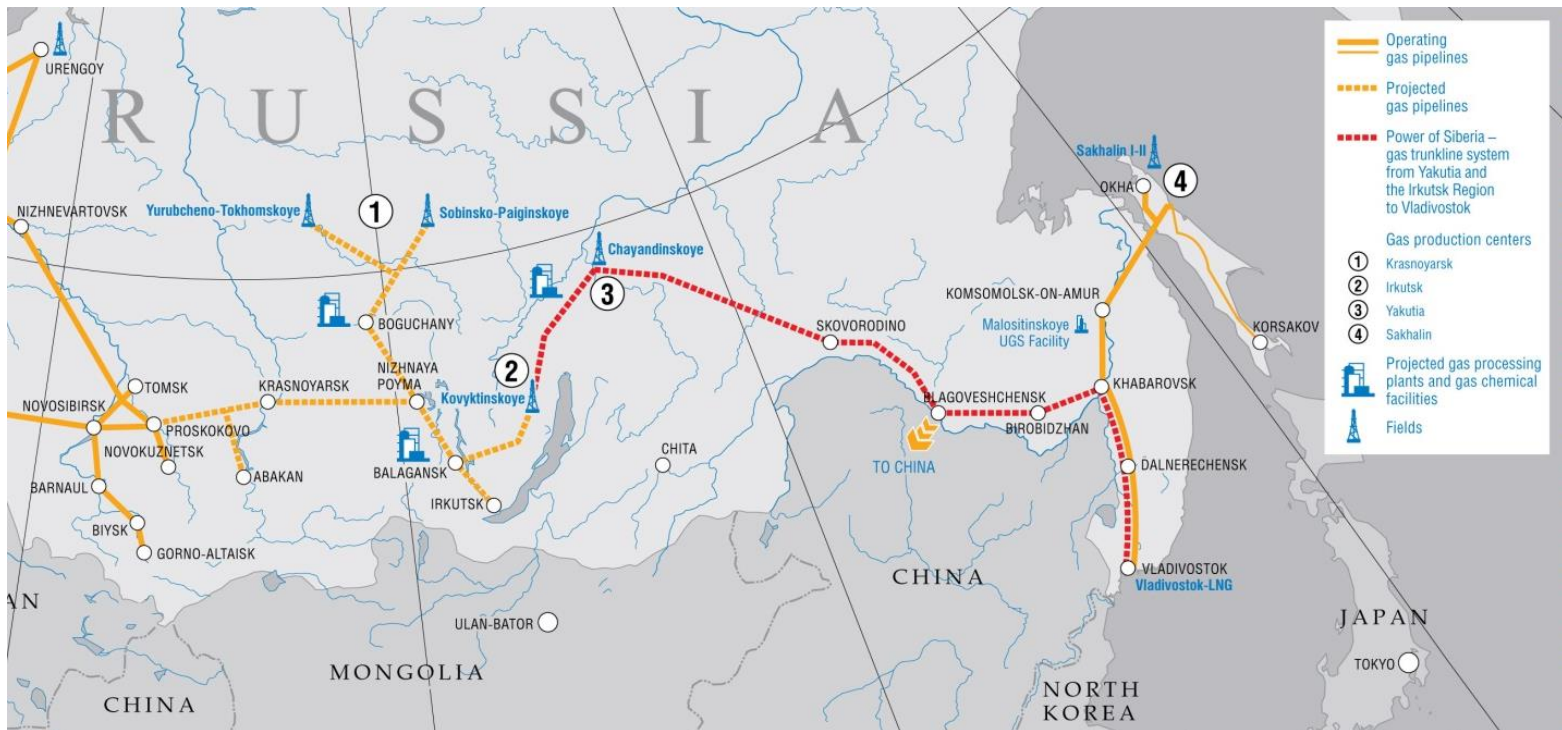 URENGOY
RUSSIA
NIZHNEVARTOVSK
Yurubcheno-Tokhomskoye
1
Sobinsko-Paiginskoye
Chayandinskoye
3
BOGUCHANY
NIZHNAYA
POYMA
2
Kovyktinskoye
TOMSK
KRASNOYARSK
NOVOSIBIRSK
PROSKOKOVO
NOVOKUZNETSK
ABAKAN
BARNAUL
BIYSK
GORNO-ALTAISK
BALAGANSK
IRKUTSK
CHITA
SKOVORODINO
BLAGOVESHCHENSK
BIROBIDZHAN
TO CHINA
Sakhalin I-II
OKHA
4
KOMSOMOLSK-ON-AMUR
Malositinskoye
UGS Facility
KORSAKOV
KHABAROVSK
DALNERECHENSK
VLADIVOSTOK
Vladivostok-LNG
CHINA
JAPAN
TOKYO
NORTH
KOREA
ULAN-BATOR
MONGOLIA
CHINA
AN
Operating
gas pipelines
Projected
gas pipelines
Power of Siberia –
gas trunkline system
from Yakutia and
the Irkutsk Region
to Vladivostok
Gas production centers
1 Krasnoyarsk
2 Irkutsk
3 Yakutia
4 Sakhalin
Projected gas processing
plants and gas chemical
facilities
Fields